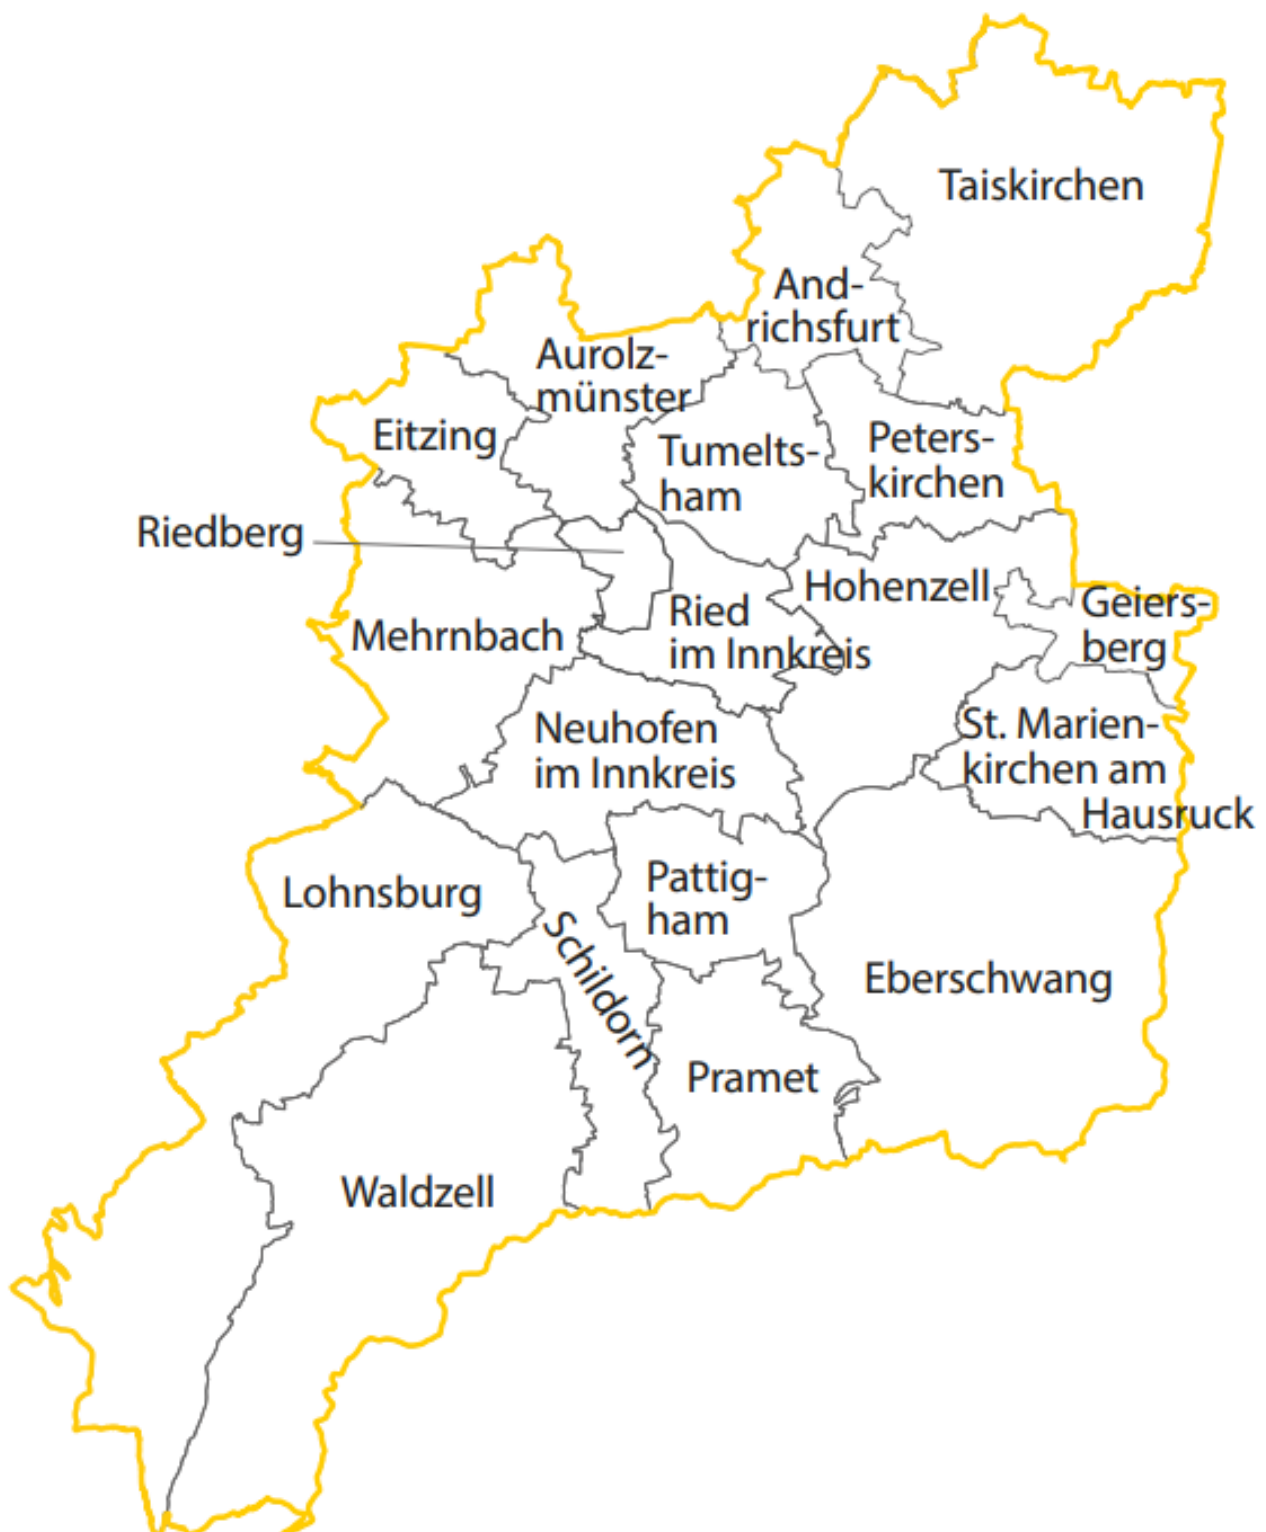 Taiskirchen
And-
richsfurt
Aurolz-
münster
Eitzing
Tumelts-
ham
Peters-
kirchen
Riedberg
Hohenzell
Geiers-
berg
Mehrnbach
Ried
im Innkreis
Neuhofen
im Innkreis
St. Marien-
kirchen am
Hausruck
Lohnsburg
Pattig-
ham
Schildorn
Eberschwang
Pramet
Waldzell